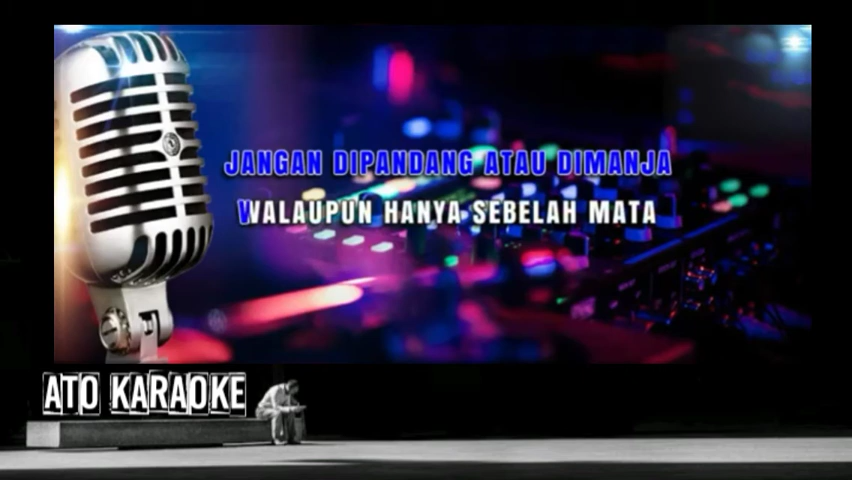 JANGAN DIPANDANG ATAU DIMANJA
WALAUPUN HANYA SEBELAH MATA
ATO KARAOKE